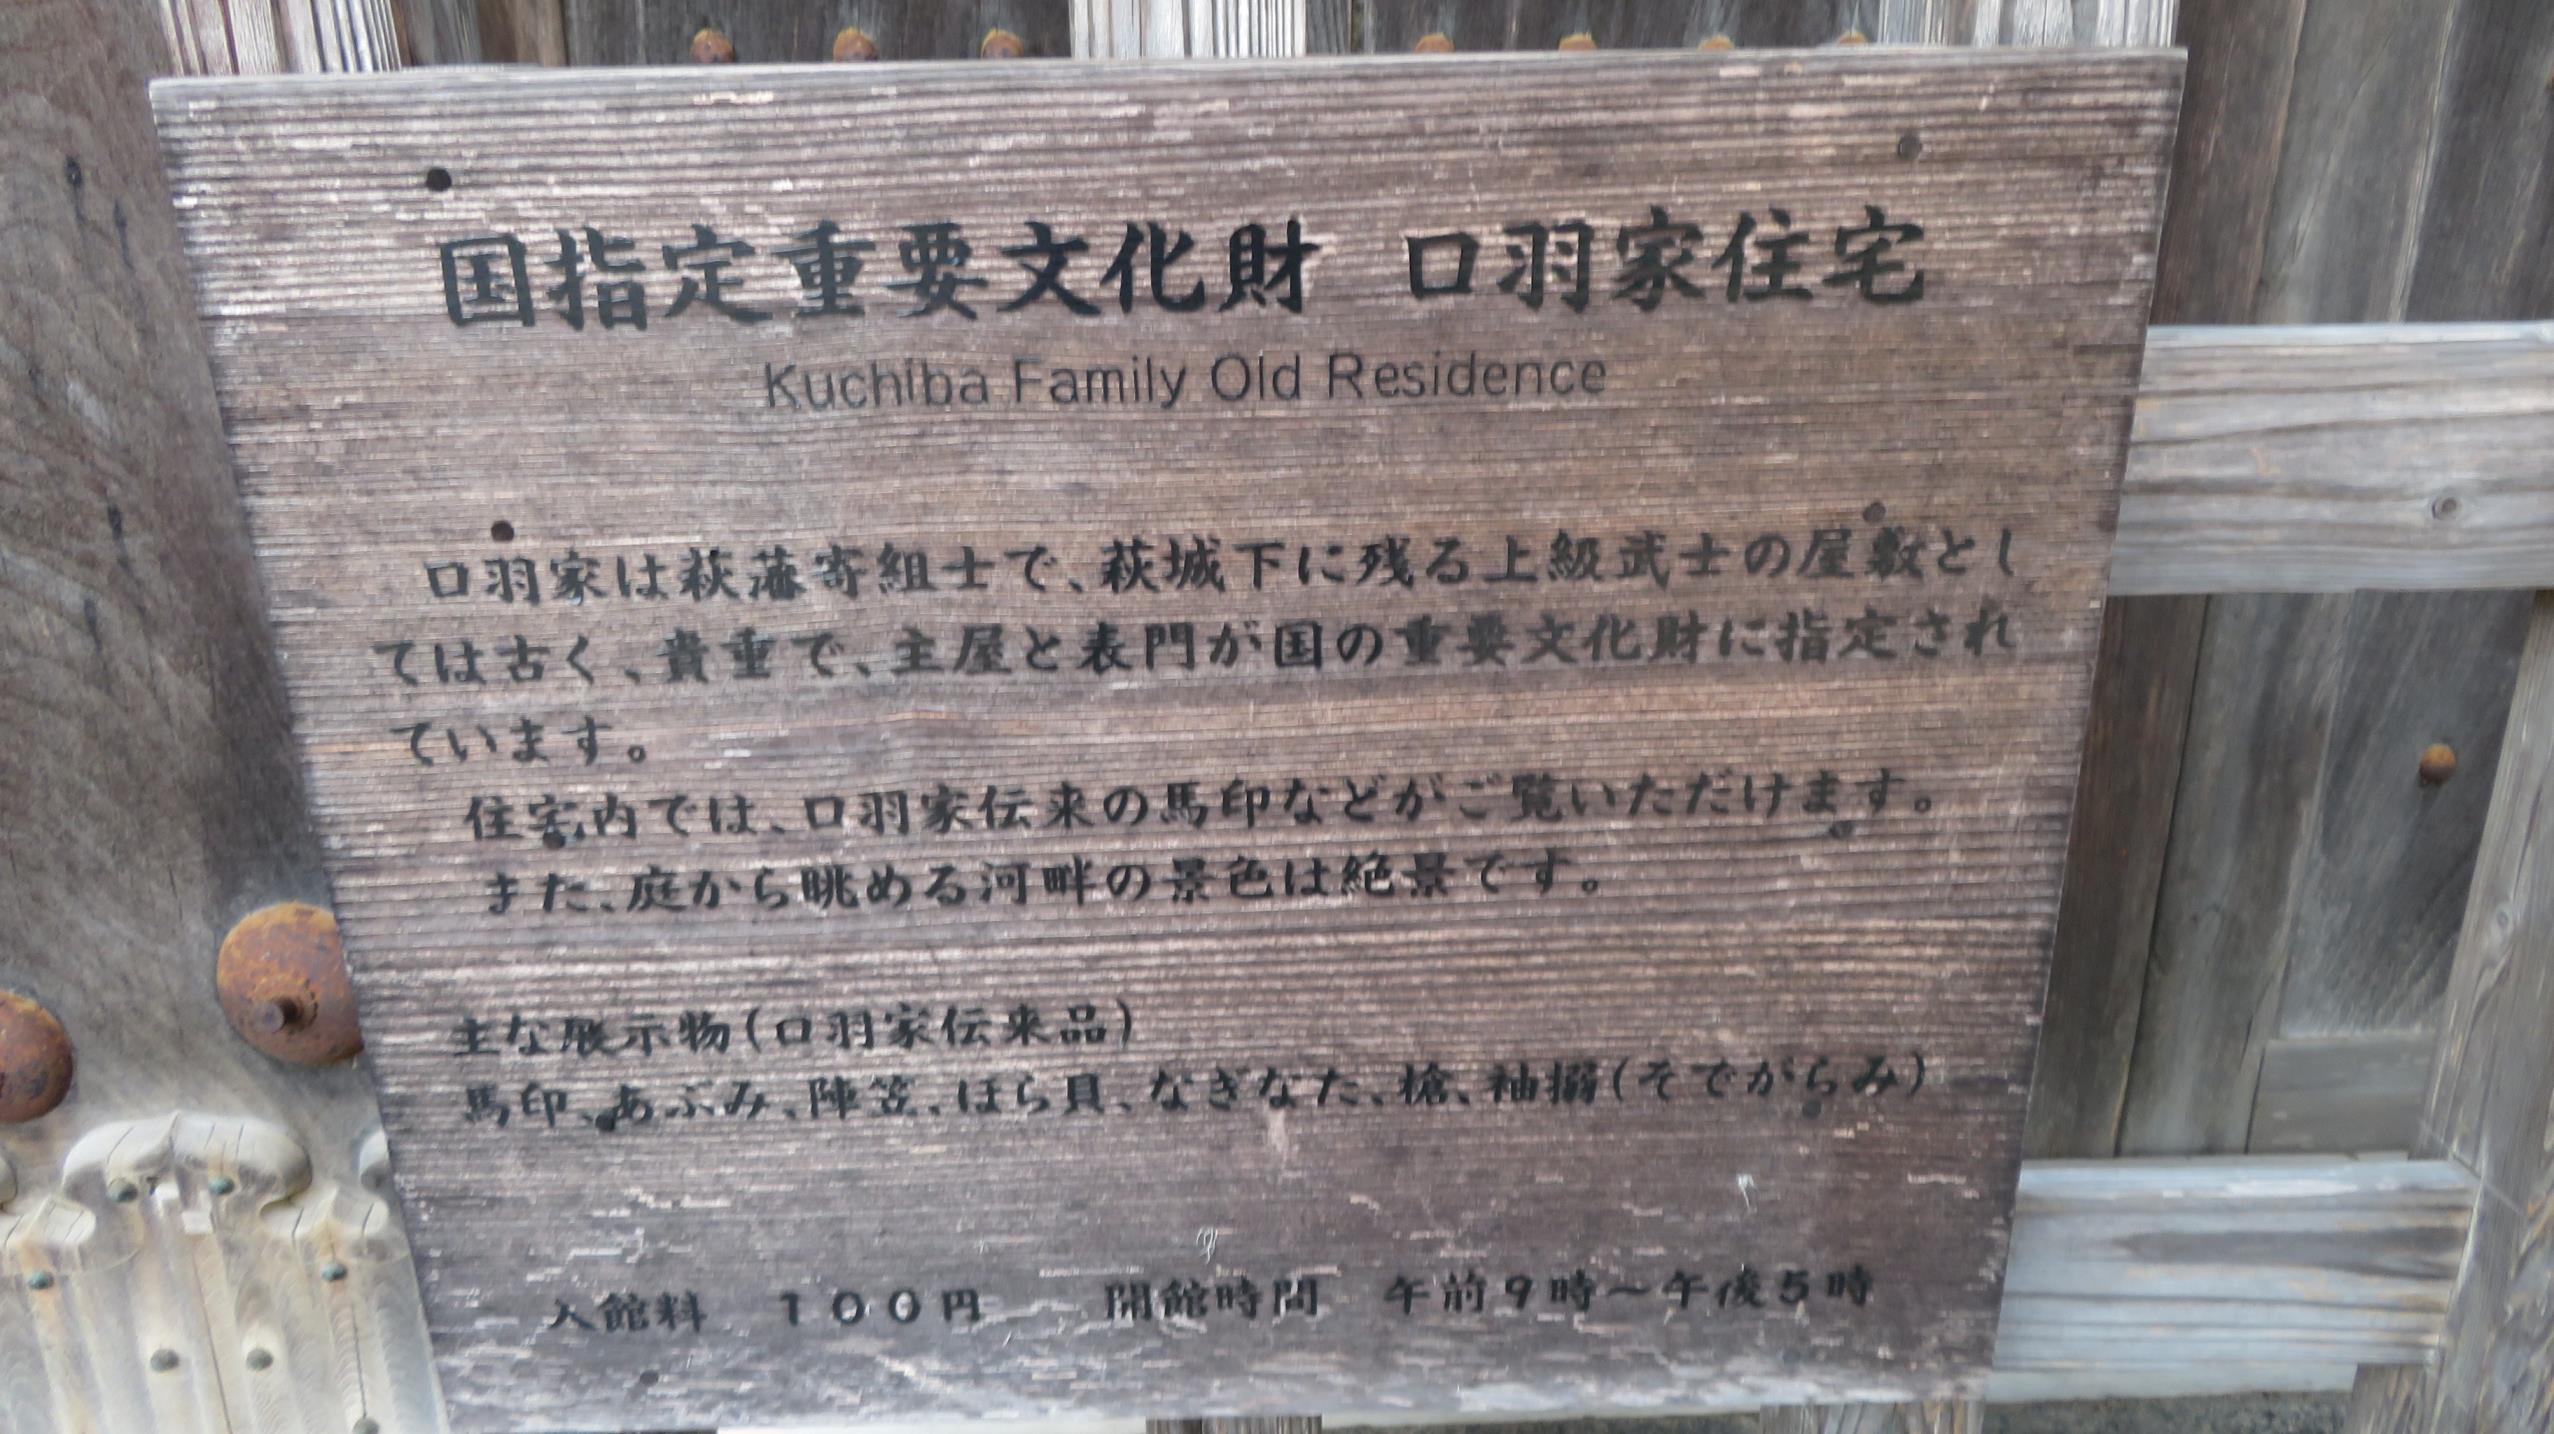 国指定重要文化財 口羽家住宅
Kuchiba Family Old Residence
口羽家は萩藩寄組士で、萩城下に残る上級武士の屋敷とし
ては古く、貴重で、主屋と表門が国の重要文化財に指定され
ています。
住宅内では、口羽家伝来の馬印などがご覧いただけます。
また、庭から眺める河畔の景色は絶景です。
主な展示物(口羽家伝来品)
馬印、あぶみ、陣笠、ほら貝、なぎなた、槍、袖搦(そでがらみ)
入館料 100円 開館時間 午前9時〜午後5時